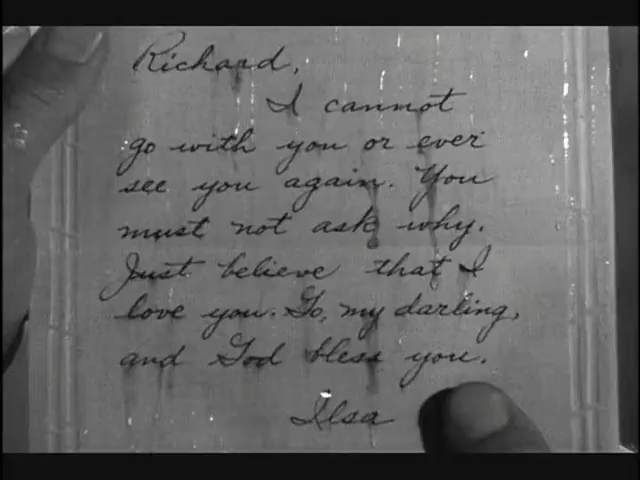 Richard,
I cannot
go with you or ever
see you again. You
must not ask why.
Just believe that I
love you. Go, my darling,
and God bless you.
Ilsa